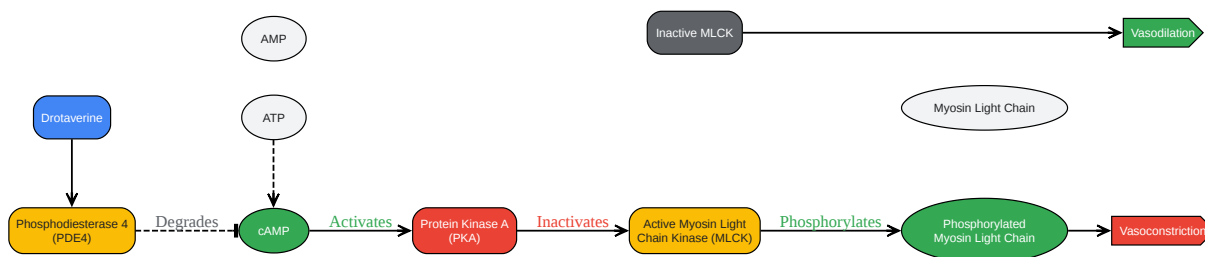 AMP
Inactive MLCK
Vasodilation
Drotaverine
ATP
Myosin Light Chain
Phosphodiesterase 4
(PDE4)
Degrades
cAMP
Activates
Protein Kinase A
(PKA)
Inactivates
Active Myosin Light
Chain Kinase (MLCK)
Phosphorylates
Phosphorylated
Myosin Light Chain
Vasoconstriction